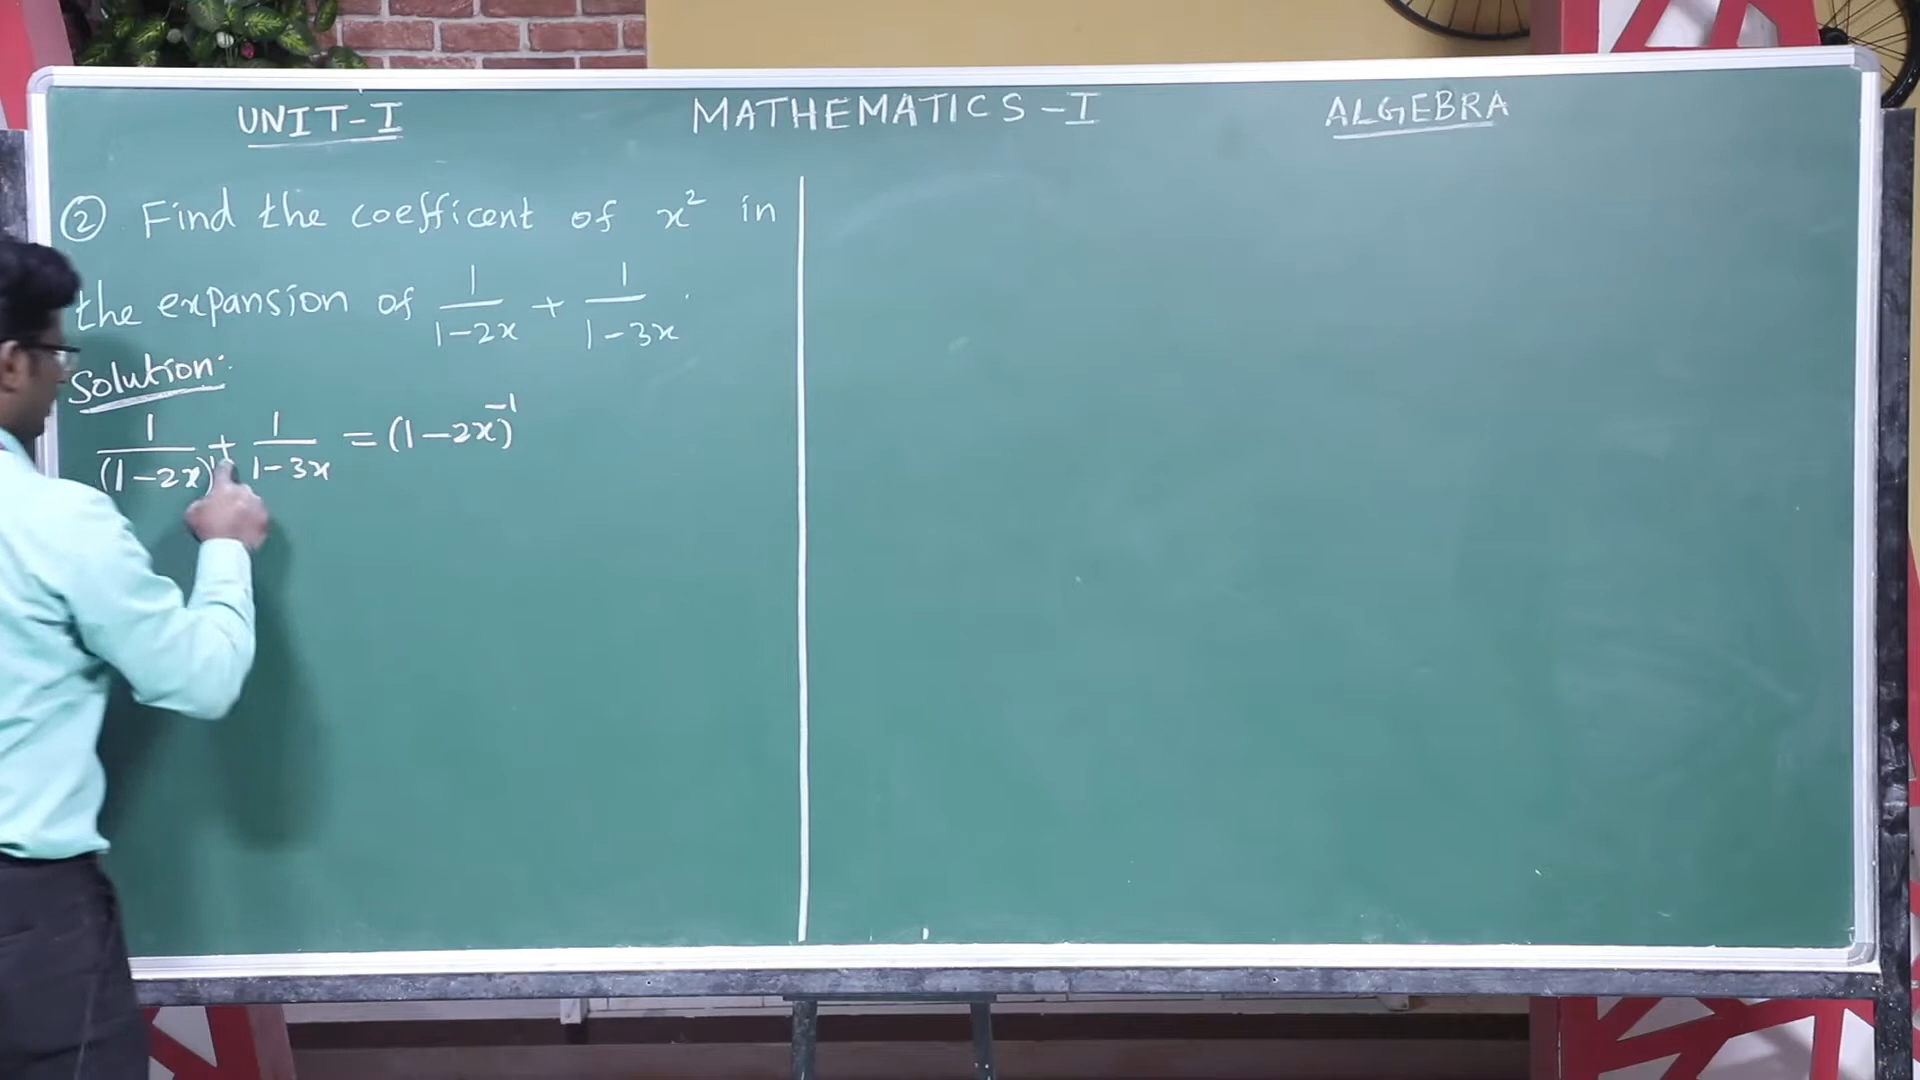 UNIT-I MATHEMATICS-I ALGEBRA
② Find the coefficent of x² in
the expansion of 1/(1-2x) + 1/(1-3x).
Solution:
1/(1-2x)¹ + 1/(1-3x) = (1-2x)⁻¹